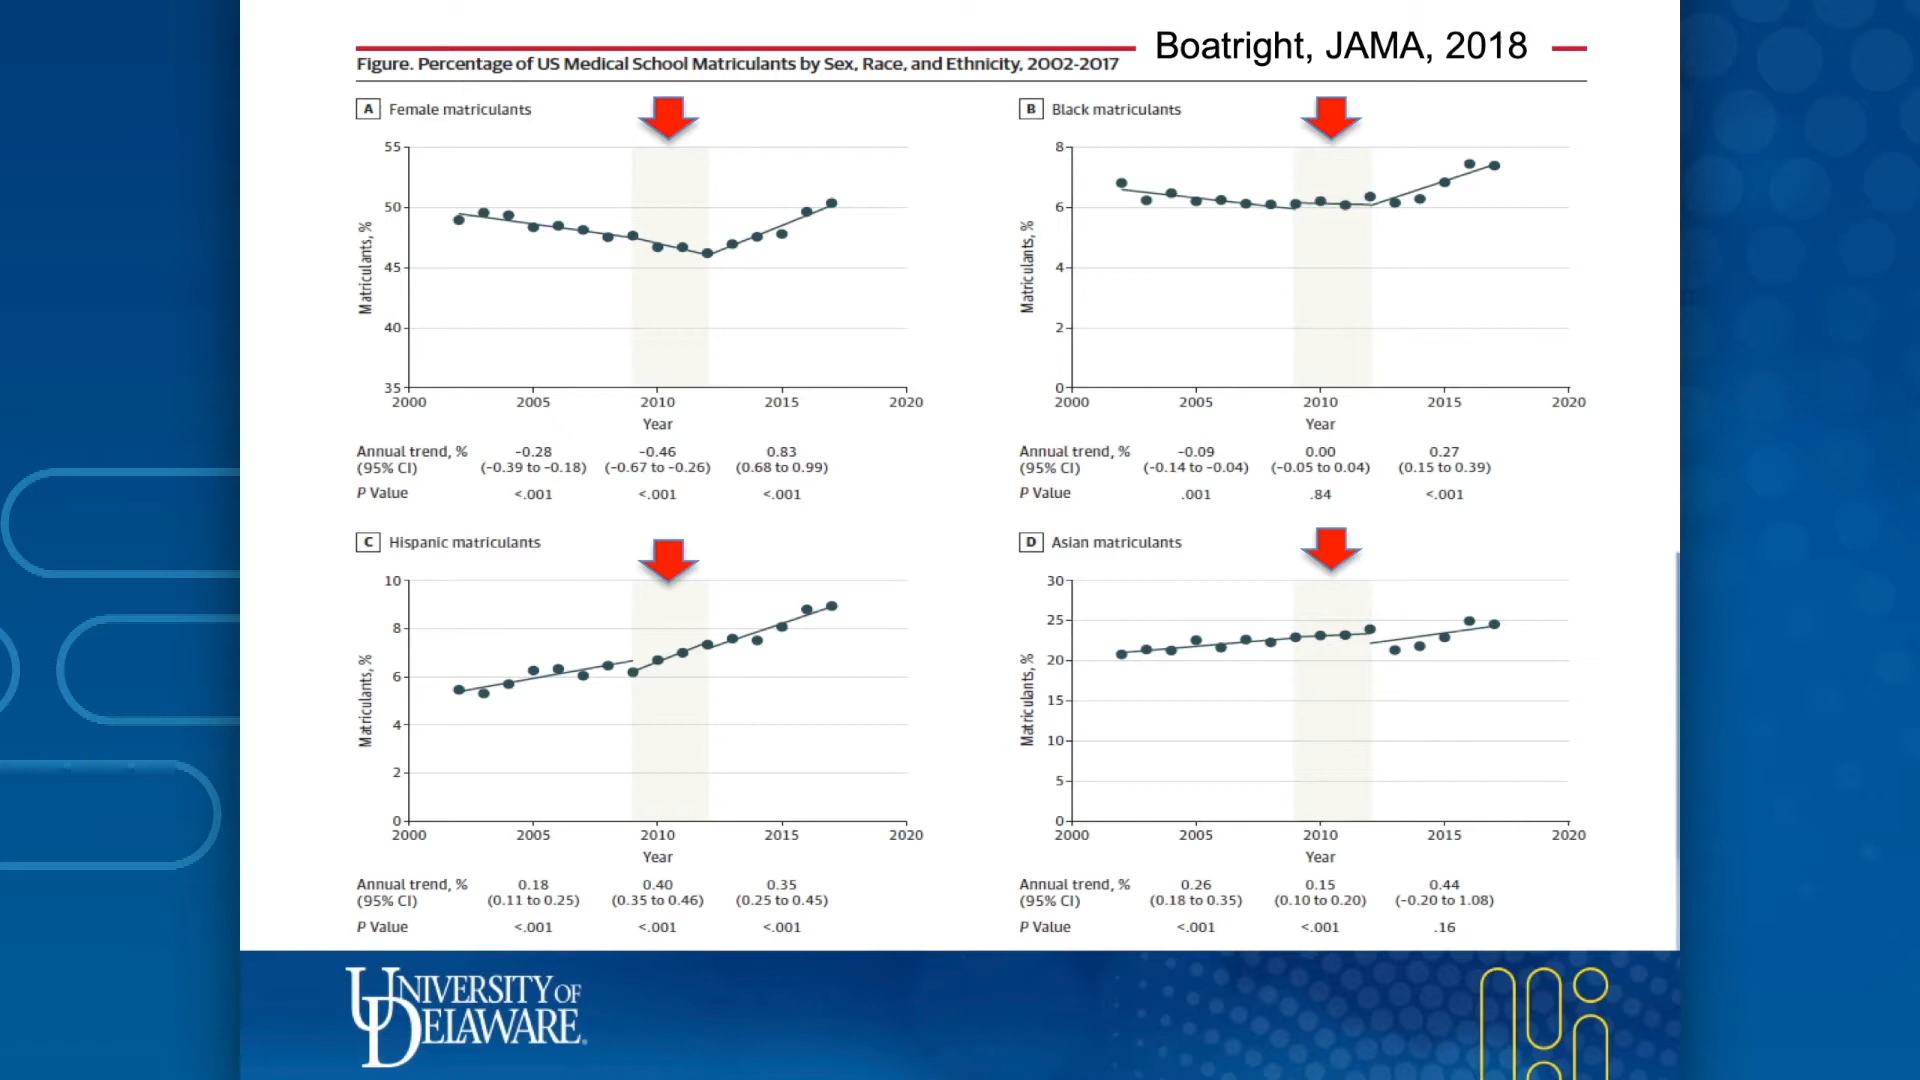 Boatright, JAMA, 2018
Figure. Percentage of US Medical School Matriculants by Sex, Race, and Ethnicity, 2002-2017
A Female matriculants
55
50
45
40
35
Matriculants, %
2000 2005 2010 2015 2020
Year
Annual trend, % -0.28 -0.46 0.83
(95% CI) (-0.39 to -0.18) (-0.67 to -0.26) (0.68 to 0.99)
P Value <.001 <.001 <.001
B Black matriculants
8
6
4
2
0
Matriculants, %
2000 2005 2010 2015 2020
Year
Annual trend, % -0.09 0.00 0.27
(95% CI) (-0.14 to -0.04) (-0.05 to 0.04) (0.15 to 0.39)
P Value .001 .84 <.001
C Hispanic matriculants
10
8
6
4
2
0
Matriculants, %
2000 2005 2010 2015 2020
Year
Annual trend, % 0.18 0.40 0.35
(95% CI) (0.11 to 0.25) (0.35 to 0.46) (0.25 to 0.45)
P Value <.001 <.001 <.001
D Asian matriculants
30
25
20
15
10
5
0
Matriculants, %
2000 2005 2010 2015 2020
Year
Annual trend, % 0.26 0.15 0.44
(95% CI) (0.18 to 0.35) (0.10 to 0.20) (-0.20 to 1.08)
P Value <.001 <.001 .16
UNIVERSITY OF
DELAWARE.